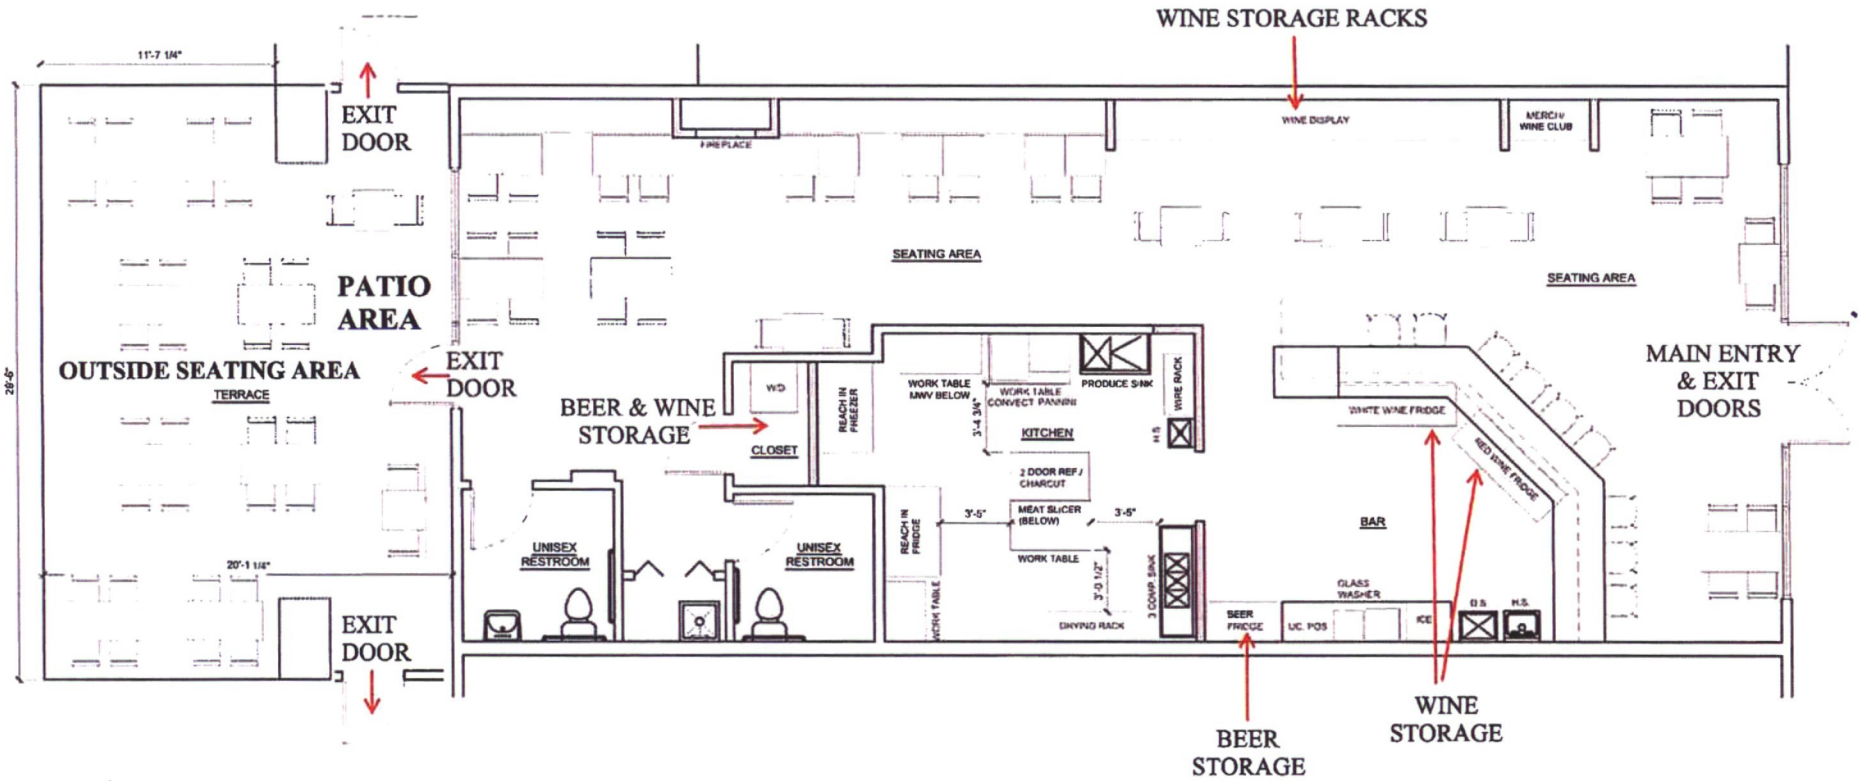 WINE STORAGE RACKS
11'-7 1/4"
EXIT
DOOR
FIREPLACE
WINE DISPLAY
MERCH/
WINE CLUB
SEATING AREA
SEATING AREA
PATIO
AREA
OUTSIDE SEATING AREA
TERRACE
29'-6"
EXIT
DOOR
BEER & WINE
STORAGE
W/D
CLOSET
REACH IN
FREEZER
WORK TABLE
MWV BELOW
WORK TABLE
CONVECT PANNINI
PRODUCE SINK
WIRE RACK
H.S.
3'-4 3/4"
KITCHEN
2 DOOR REF /
CHARCUT
MEAT SLICER
(BELOW)
3'-5"
3'-5"
WORK TABLE
3'-0 1/2"
REACH IN
FRIDGE
WORK TABLE
DRYING RACK
3 COMP. SINK
MAIN ENTRY
& EXIT
DOORS
WHITE WINE FRIDGE
RED WINE FRIDGE
BAR
UNISEX
RESTROOM
UNISEX
RESTROOM
20'-1 1/4"
EXIT
DOOR
BEER
FRIDGE
UC. POS
GLASS
WASHER
ICE
D.S.
H.S.
BEER
STORAGE
WINE
STORAGE